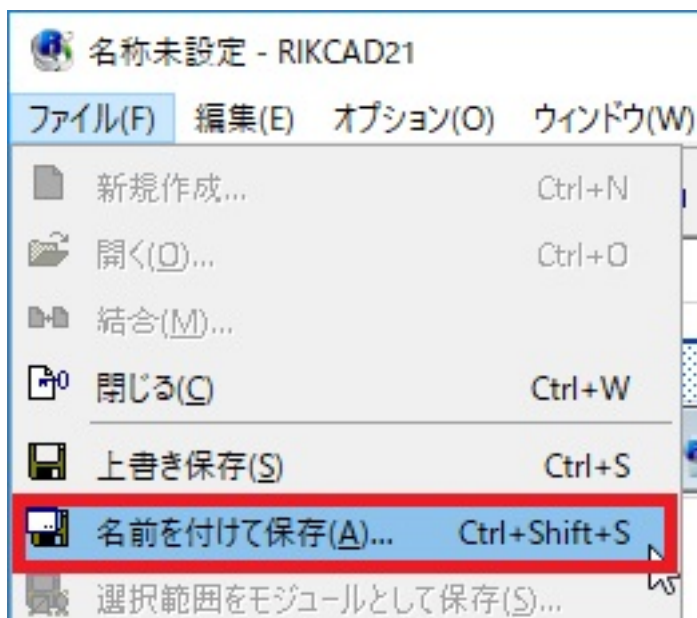 名称未設定 - RIKCAD21
ファイル(F) 編集(E) オプション(O) ウィンドウ(W)
新規作成... Ctrl+N
開く(O)... Ctrl+O
結合(M)...
閉じる(C) Ctrl+W
上書き保存(S) Ctrl+S
名前を付けて保存(A)... Ctrl+Shift+S
選択範囲をモジュールとして保存(S)...